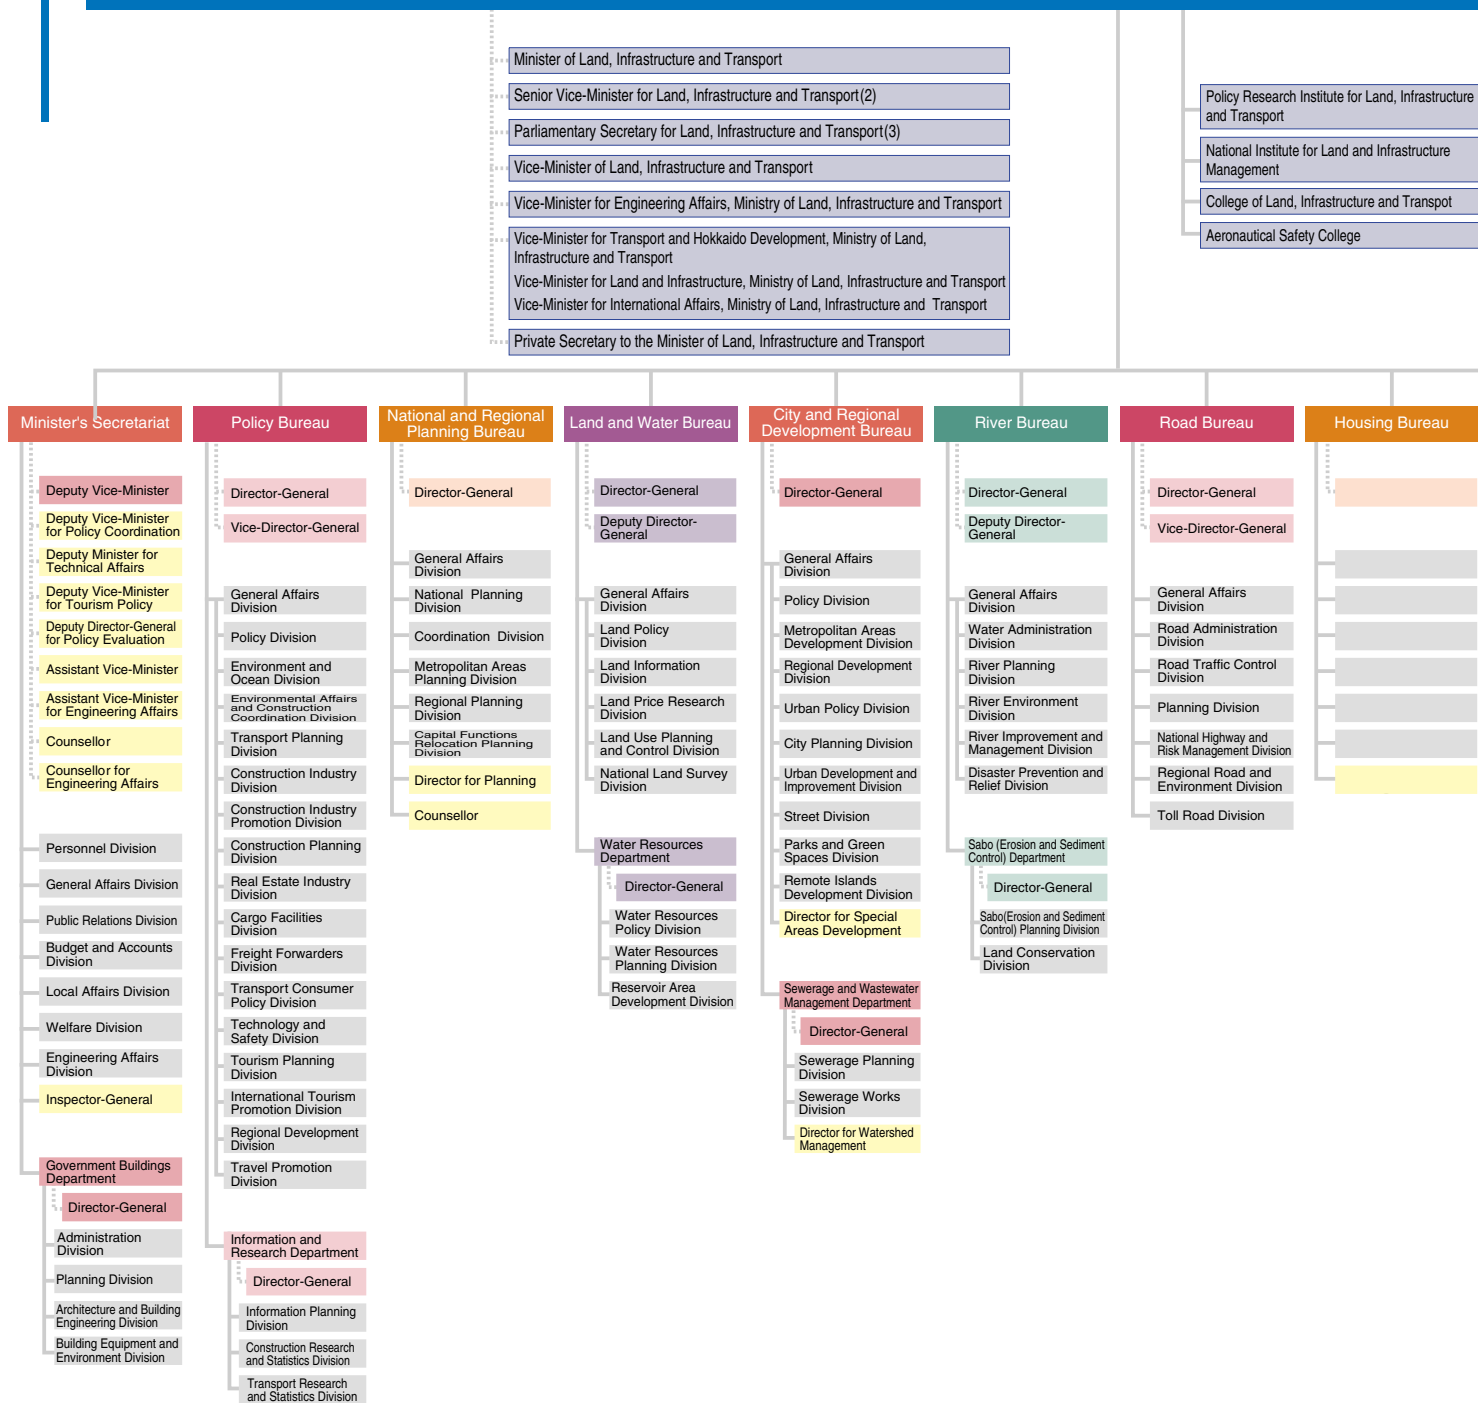 Minister of Land, Infrastructure and Transport
Senior Vice-Minister for Land, Infrastructure and Transport(2)
Parliamentary Secretary for Land, Infrastructure and Transport(3)
Vice-Minister of Land, Infrastructure and Transport
Vice-Minister for Engineering Affairs, Ministry of Land, Infrastructure and Transport
Vice-Minister for Transport and Hokkaido Development, Ministry of Land,
Infrastructure and Transport
Vice-Minister for Land and Infrastructure, Ministry of Land, Infrastructure and Transport
Vice-Minister for International Affairs, Ministry of Land, Infrastructure and Transport
Private Secretary to the Minister of Land, Infrastructure and Transport
Policy Research Institute for Land, Infrastructure
and Transport
National Institute for Land and Infrastructure
Management
College of Land, Infrastructure and Transpot
Aeronautical Safety College
Minister's Secretariat
Deputy Vice-Minister
Deputy Vice-Minister
for Policy Coordination
Deputy Minister for
Technical Affairs
Deputy Vice-Minister
for Tourism Policy
Deputy Director-General
for Policy Evaluation
Assistant Vice-Minister
Assistant Vice-Minister
for Engineering Affairs
Counsellor
Counsellor for
Engineering Affairs
Personnel Division
General Affairs Division
Public Relations Division
Budget and Accounts
Division
Local Affairs Division
Welfare Division
Engineering Affairs
Division
Inspector-General
Government Buildings
Department
Director-General
Administration
Division
Planning Division
Architecture and Building
Engineering Division
Building Equipment and
Environment Division
Policy Bureau
Director-General
Vice-Director-General
General Affairs
Division
Policy Division
Environment and
Ocean Division
Environmental Affairs
and Construction
Coordination Division
Transport Planning
Division
Construction Industry
Division
Construction Industry
Promotion Division
Construction Planning
Division
Real Estate Industry
Division
Cargo Facilities
Division
Freight Forwarders
Division
Transport Consumer
Policy Division
Technology and
Safety Division
Tourism Planning
Division
International Tourism
Promotion Division
Regional Development
Division
Travel Promotion
Division
Information and
Research Department
Director-General
Information Planning
Division
Construction Research
and Statistics Division
Transport Research
and Statistics Division
National and Regional
Planning Bureau
Director-General
General Affairs
Division
National Planning
Division
Coordination Division
Metropolitan Areas
Planning Division
Regional Planning
Division
Capital Functions
Relocation Planning
Division
Director for Planning
Counsellor
Land and Water Bureau
Director-General
Deputy Director-
General
General Affairs
Division
Land Policy
Division
Land Information
Division
Land Price Research
Division
Land Use Planning
and Control Division
National Land Survey
Division
Water Resources
Department
Director-General
Water Resources
Policy Division
Water Resources
Planning Division
Reservoir Area
Development Division
City and Regional
Development Bureau
Director-General
General Affairs
Division
Policy Division
Metropolitan Areas
Development Division
Regional Development
Division
Urban Policy Division
City Planning Division
Urban Development and
Improvement Division
Street Division
Parks and Green
Spaces Division
Remote Islands
Development Division
Director for Special
Areas Development
Sewerage and Wastewater
Management Department
Director-General
Sewerage Planning
Division
Sewerage Works
Division
Director for Watershed
Management
River Bureau
Director-General
Deputy Director-
General
General Affairs
Division
Water Administration
Division
River Planning
Division
River Environment
Division
River Improvement and
Management Division
Disaster Prevention and
Relief Division
Sabo (Erosion and Sediment
Control) Department
Director-General
Sabo(Erosion and Sediment
Control) Planning Division
Land Conservation
Division
Road Bureau
Director-General
Vice-Director-General
General Affairs
Division
Road Administration
Division
Road Traffic Control
Division
Planning Division
National Highway and
Risk Management Division
Regional Road and
Environment Division
Toll Road Division
Housing Bureau